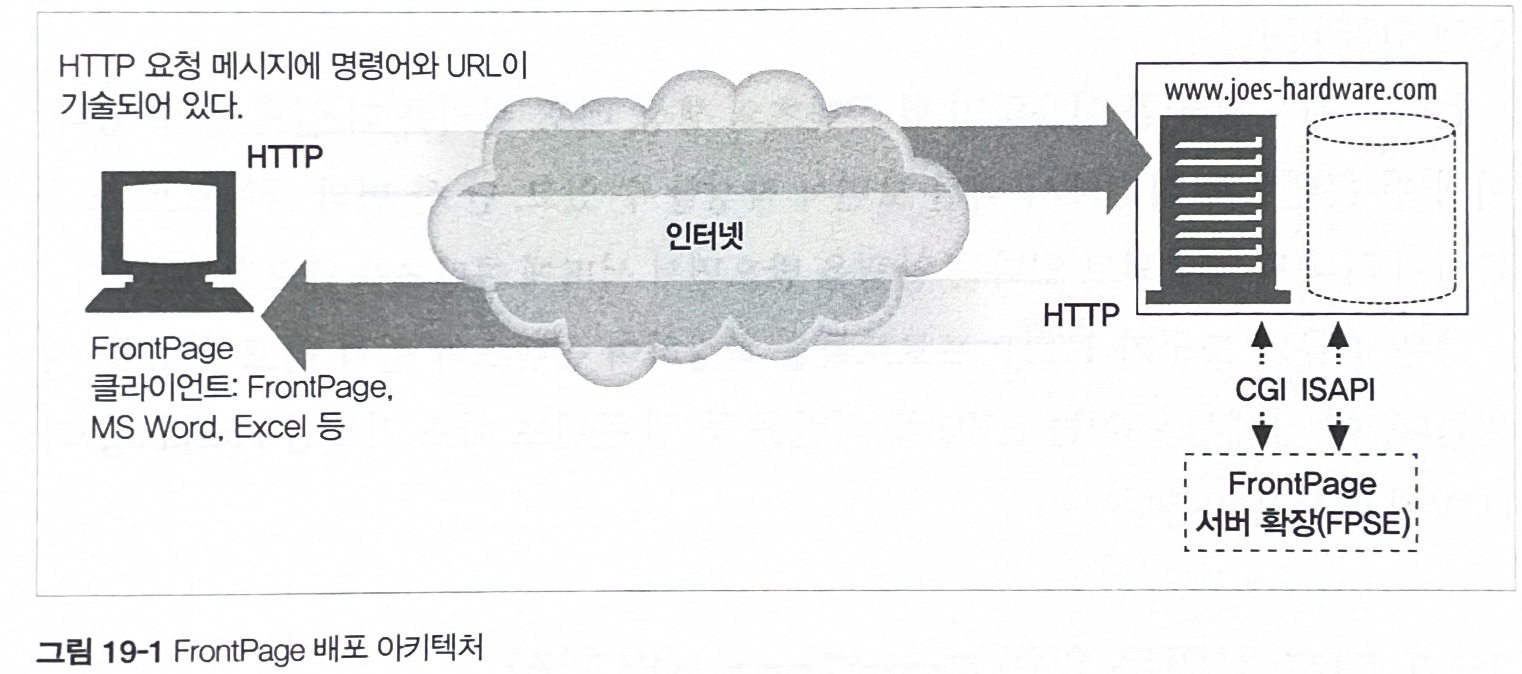 HTTP 요청 메시지에 명령어와 URL이
기술되어 있다.
HTTP
www.joes-hardware.com
인터넷
HTTP
FrontPage
클라이언트: FrontPage,
MS Word, Excel 등
CGI ISAPI
FrontPage
서버 확장(FPSE)
그림 19-1 FrontPage 배포 아키텍처